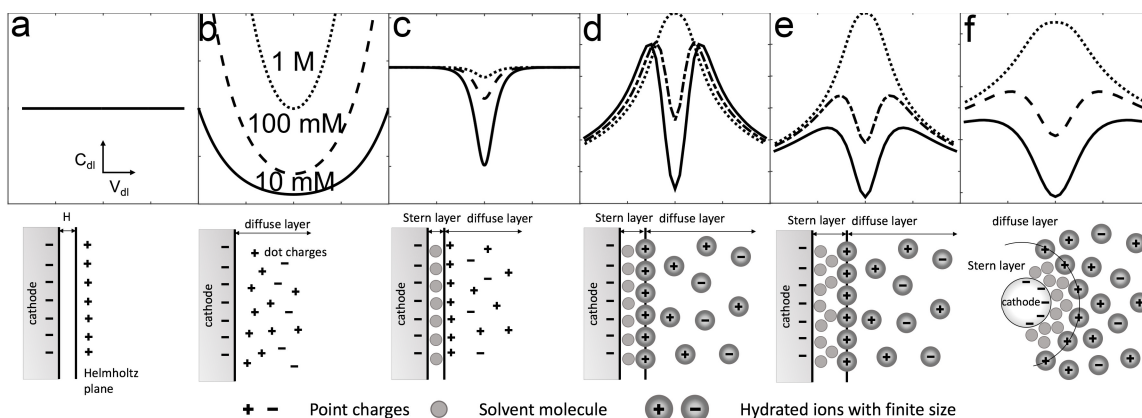 a
b
c
d
e
f
1 M
100 mM
10 mM
Cdl
Vdl
H
cathode
Helmholtz
plane
diffuse layer
dot charges
cathode
Stern layer diffuse layer
cathode
Stern layer diffuse layer
cathode
Stern layer diffuse layer
cathode
diffuse layer
Stern layer
cathode
+ - Point charges Solvent molecule + - Hydrated ions with finite size